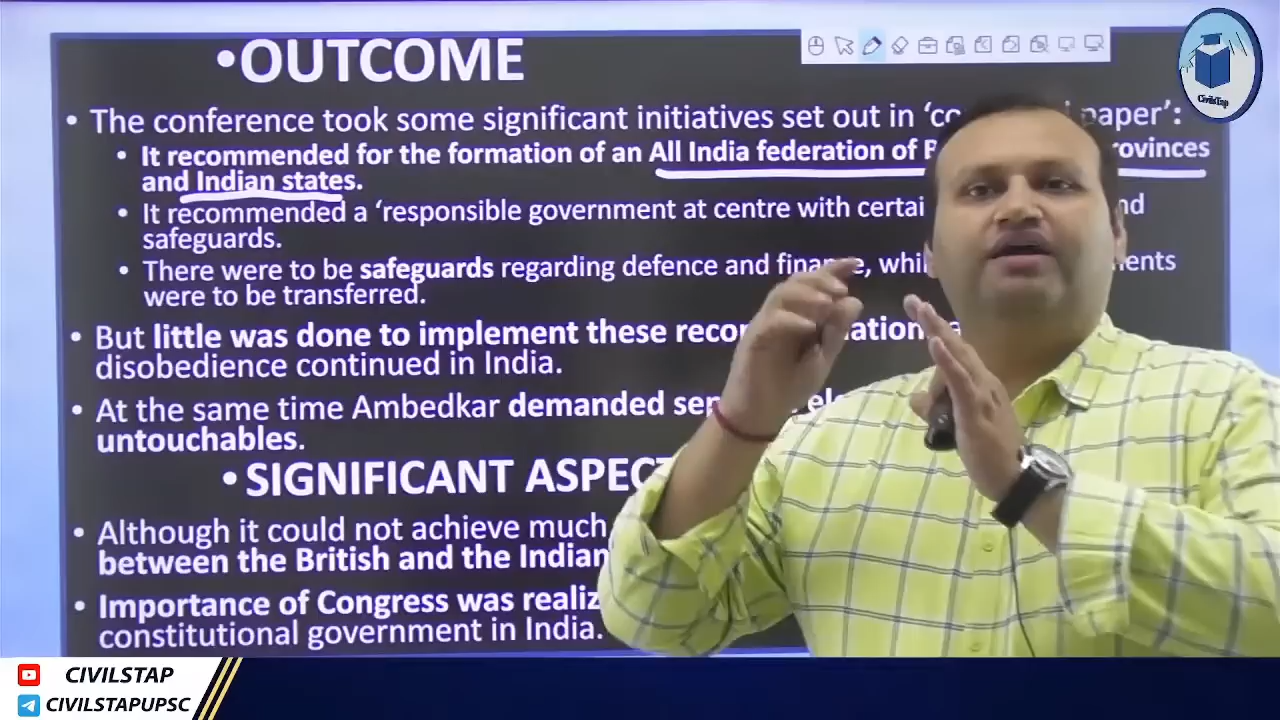 •OUTCOME
• The conference took some significant initiatives set out in ‘co paper’:
• It recommended for the formation of an All India federation of rovinces
and Indian states.
• It recommended a ‘responsible government at centre with certai nd
safeguards.
• There were to be safeguards regarding defence and finance, whil ments
were to be transferred.
• But little was done to implement these
disobedience continued in India.
• At the same time Ambedkar demanded
untouchables.
• SIGNIFICANT ASPECT
• Although it could not achieve much
between the British and the Indian
• Importance of Congress was realiz
constitutional government in India.
CivilsTap
CIVILSTAP
CIVILSTAPUPSC